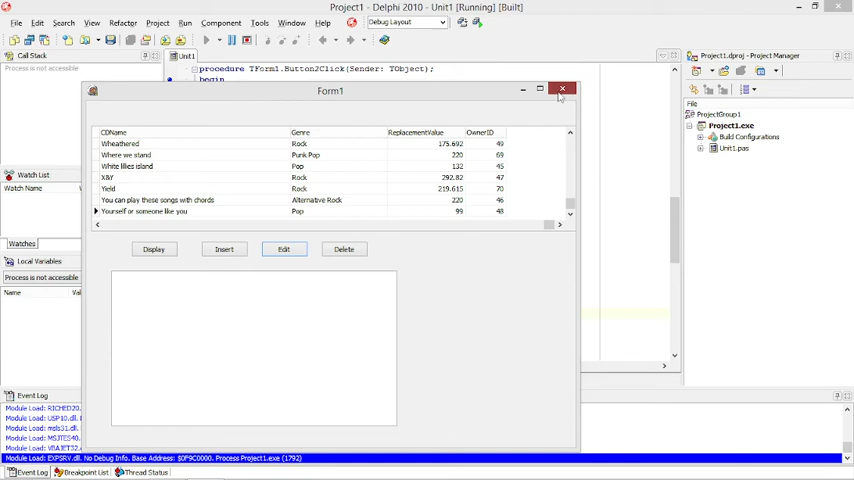 Project1 - Delphi 2010 - Unit1 [Running] [Built]
File Edit Search View Refactor Project Run Component Tools Window Help Debug Layout
Call Stack
Process is not accessible
Unit1
procedure TForm1.Button2Click(Sender: TObject);
begin
Form1
CDName Genre ReplacementValue OwnerID
Wheathered Rock 175.692 49
Where we stand Punk Pop 220 69
White lilies island Pop 132 45
X&Y Rock 292.82 47
Yield Rock 219.615 70
You can play these songs with chords Alternative Rock 220 46
Yourself or someone like you Pop 99 48
Display Insert Edit Delete
Watch List
Watch Name
Watches
Local Variables
Process is not accessible
Name
Project1.dproj - Project Manager
File
ProjectGroup1
Project1.exe
Build Configurations
Unit1.pas
Event Log
Module Load: RICHED20.
Module Load: USP10.dll.
Module Load: msls31.dll.
Module Load: MSJTES40.
Module Load: VBAJET32.
Module Load: EXPSRV.dll. No Debug Info. Base Address: $0F9C0000. Process Project1.exe (1792)
Event Log Breakpoint List Thread Status